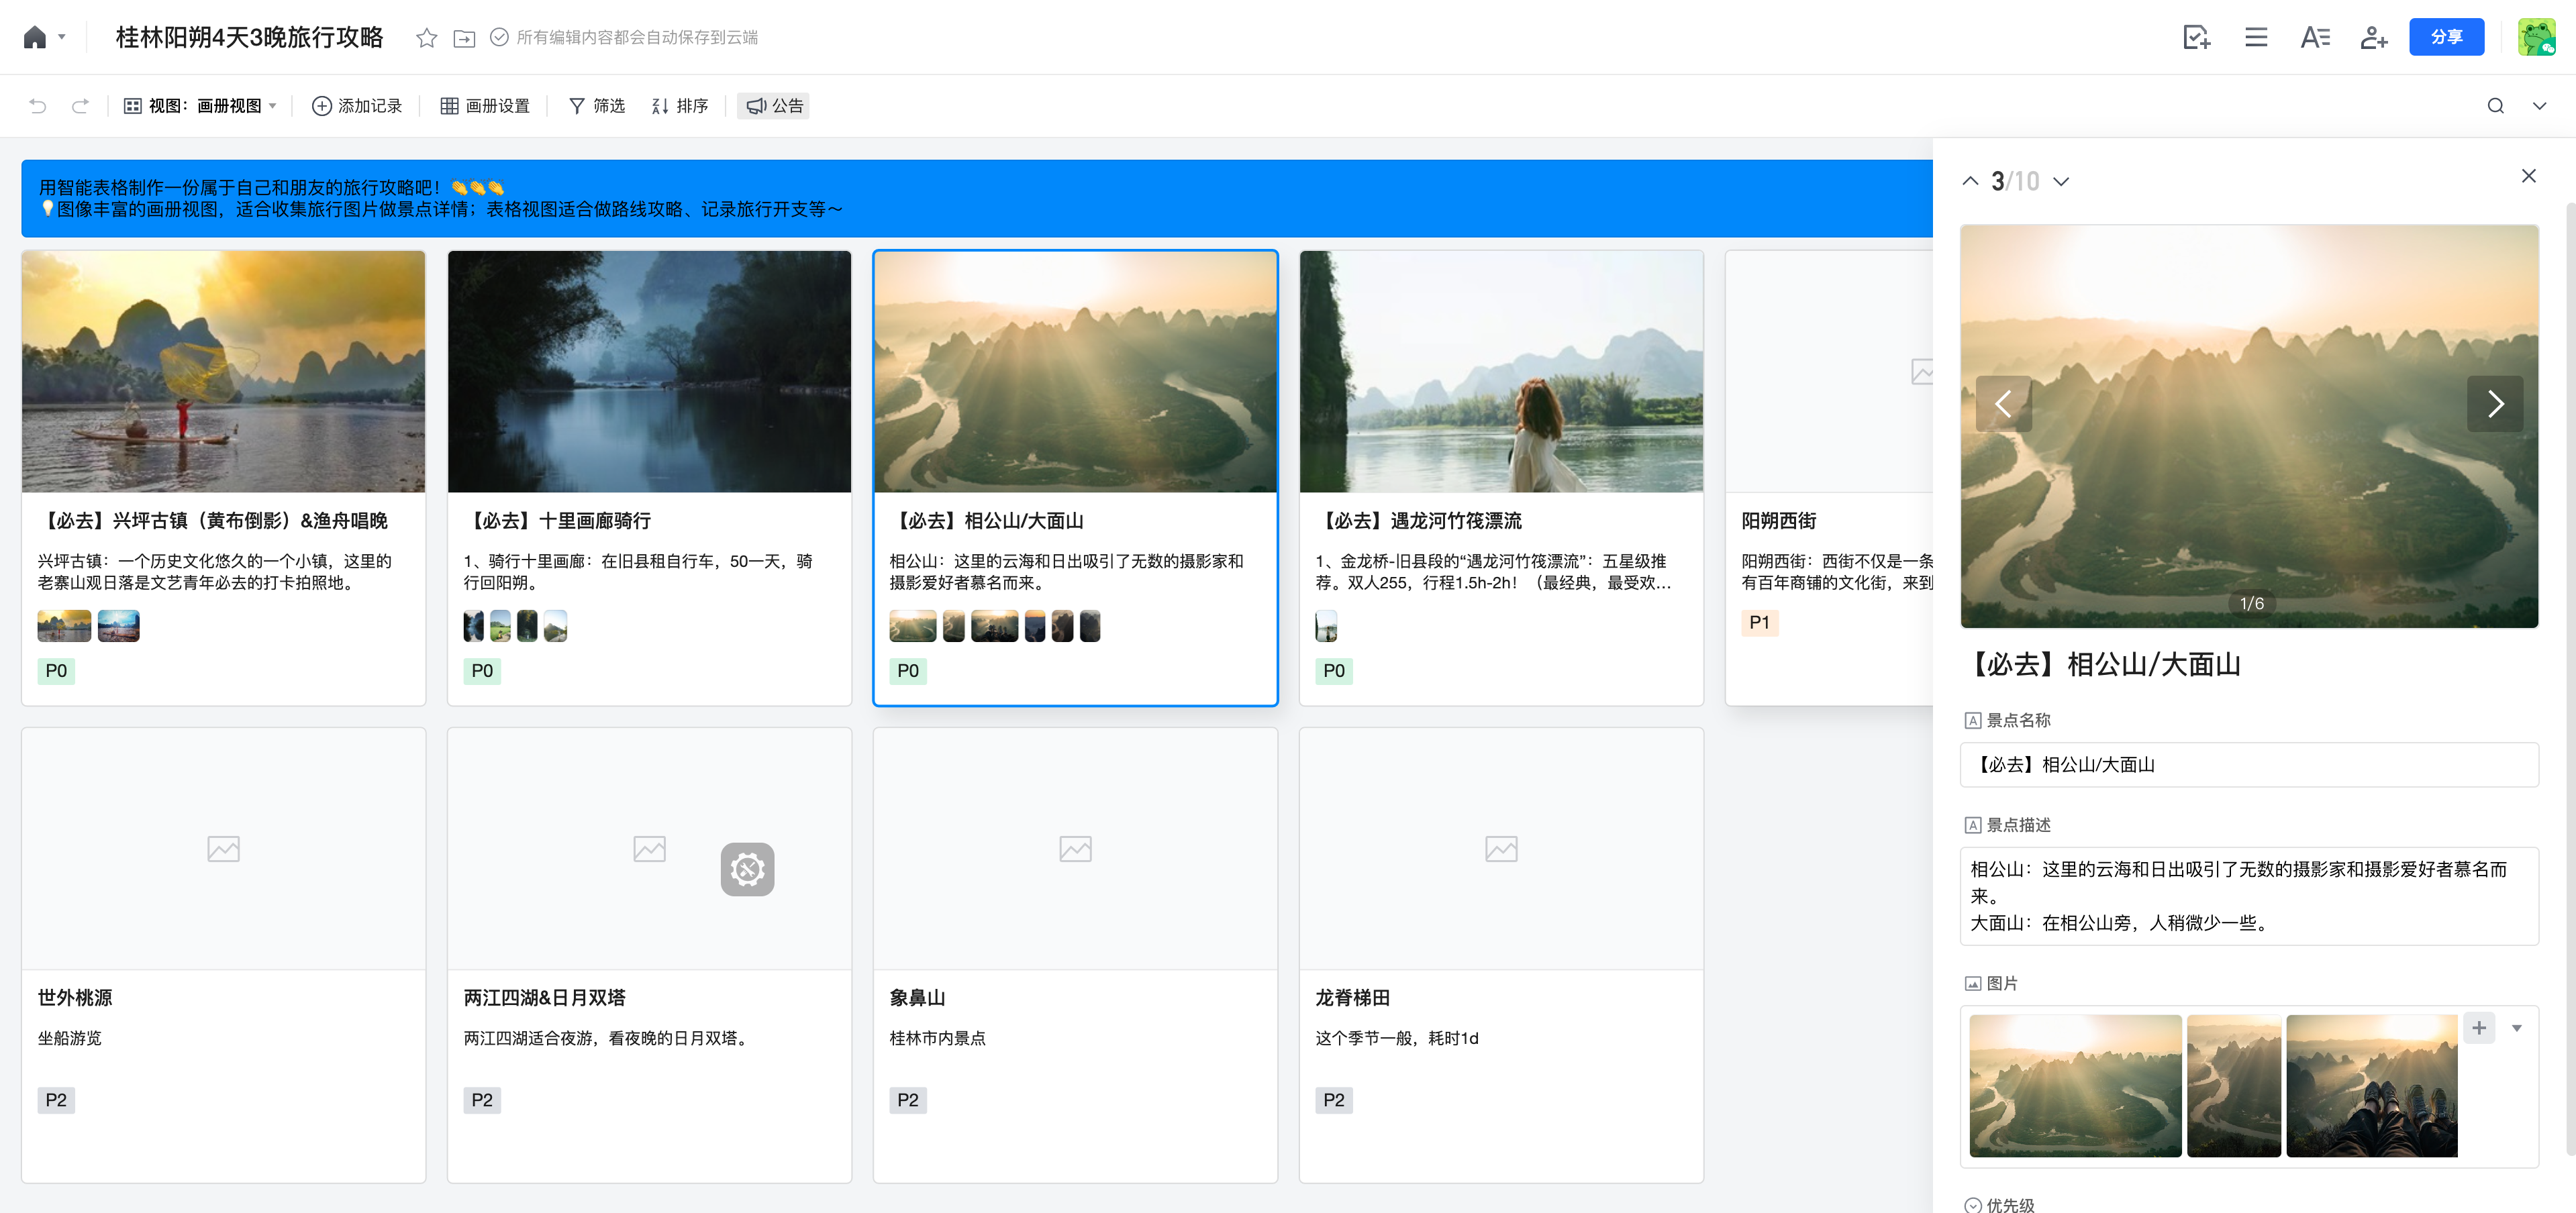 桂林阳朔4天3晚旅行攻略
所有编辑内容都会自动保存到云端
分享
视图：画册视图
添加记录
画册设置
筛选
排序
公告
用智能表格制作一份属于自己和朋友的旅行攻略吧！👏👏👏
💡图像丰富的画册视图，适合收集旅行图片做景点详情；表格视图适合做路线攻略、记录旅行开支等～
【必去】兴坪古镇（黄布倒影）&渔舟唱晚
兴坪古镇：一个历史文化悠久的一个小镇，这里的
老寨山观日落是文艺青年必去的打卡拍照地。
P0
【必去】十里画廊骑行
1、骑行十里画廊：在旧县租自行车，50一天，骑
行回阳朔。
P0
【必去】相公山/大面山
相公山：这里的云海和日出吸引了无数的摄影家和
摄影爱好者慕名而来。
P0
【必去】遇龙河竹筏漂流
1、金龙桥-旧县段的“遇龙河竹筏漂流”：五星级推
荐。双人255，行程1.5h-2h！（最经典，最受欢...
P0
阳朔西街
阳朔西街：西街不仅是一条
有百年商铺的文化街，来到
P1
世外桃源
坐船游览
P2
两江四湖&日月双塔
两江四湖适合夜游，看夜晚的日月双塔。
P2
象鼻山
桂林市内景点
P2
龙脊梯田
这个季节一般，耗时1d
P2
3/10
1/6
【必去】相公山/大面山
景点名称
【必去】相公山/大面山
景点描述
相公山：这里的云海和日出吸引了无数的摄影家和摄影爱好者慕名而
来。
大面山：在相公山旁，人稍微少一些。
图片
优先级